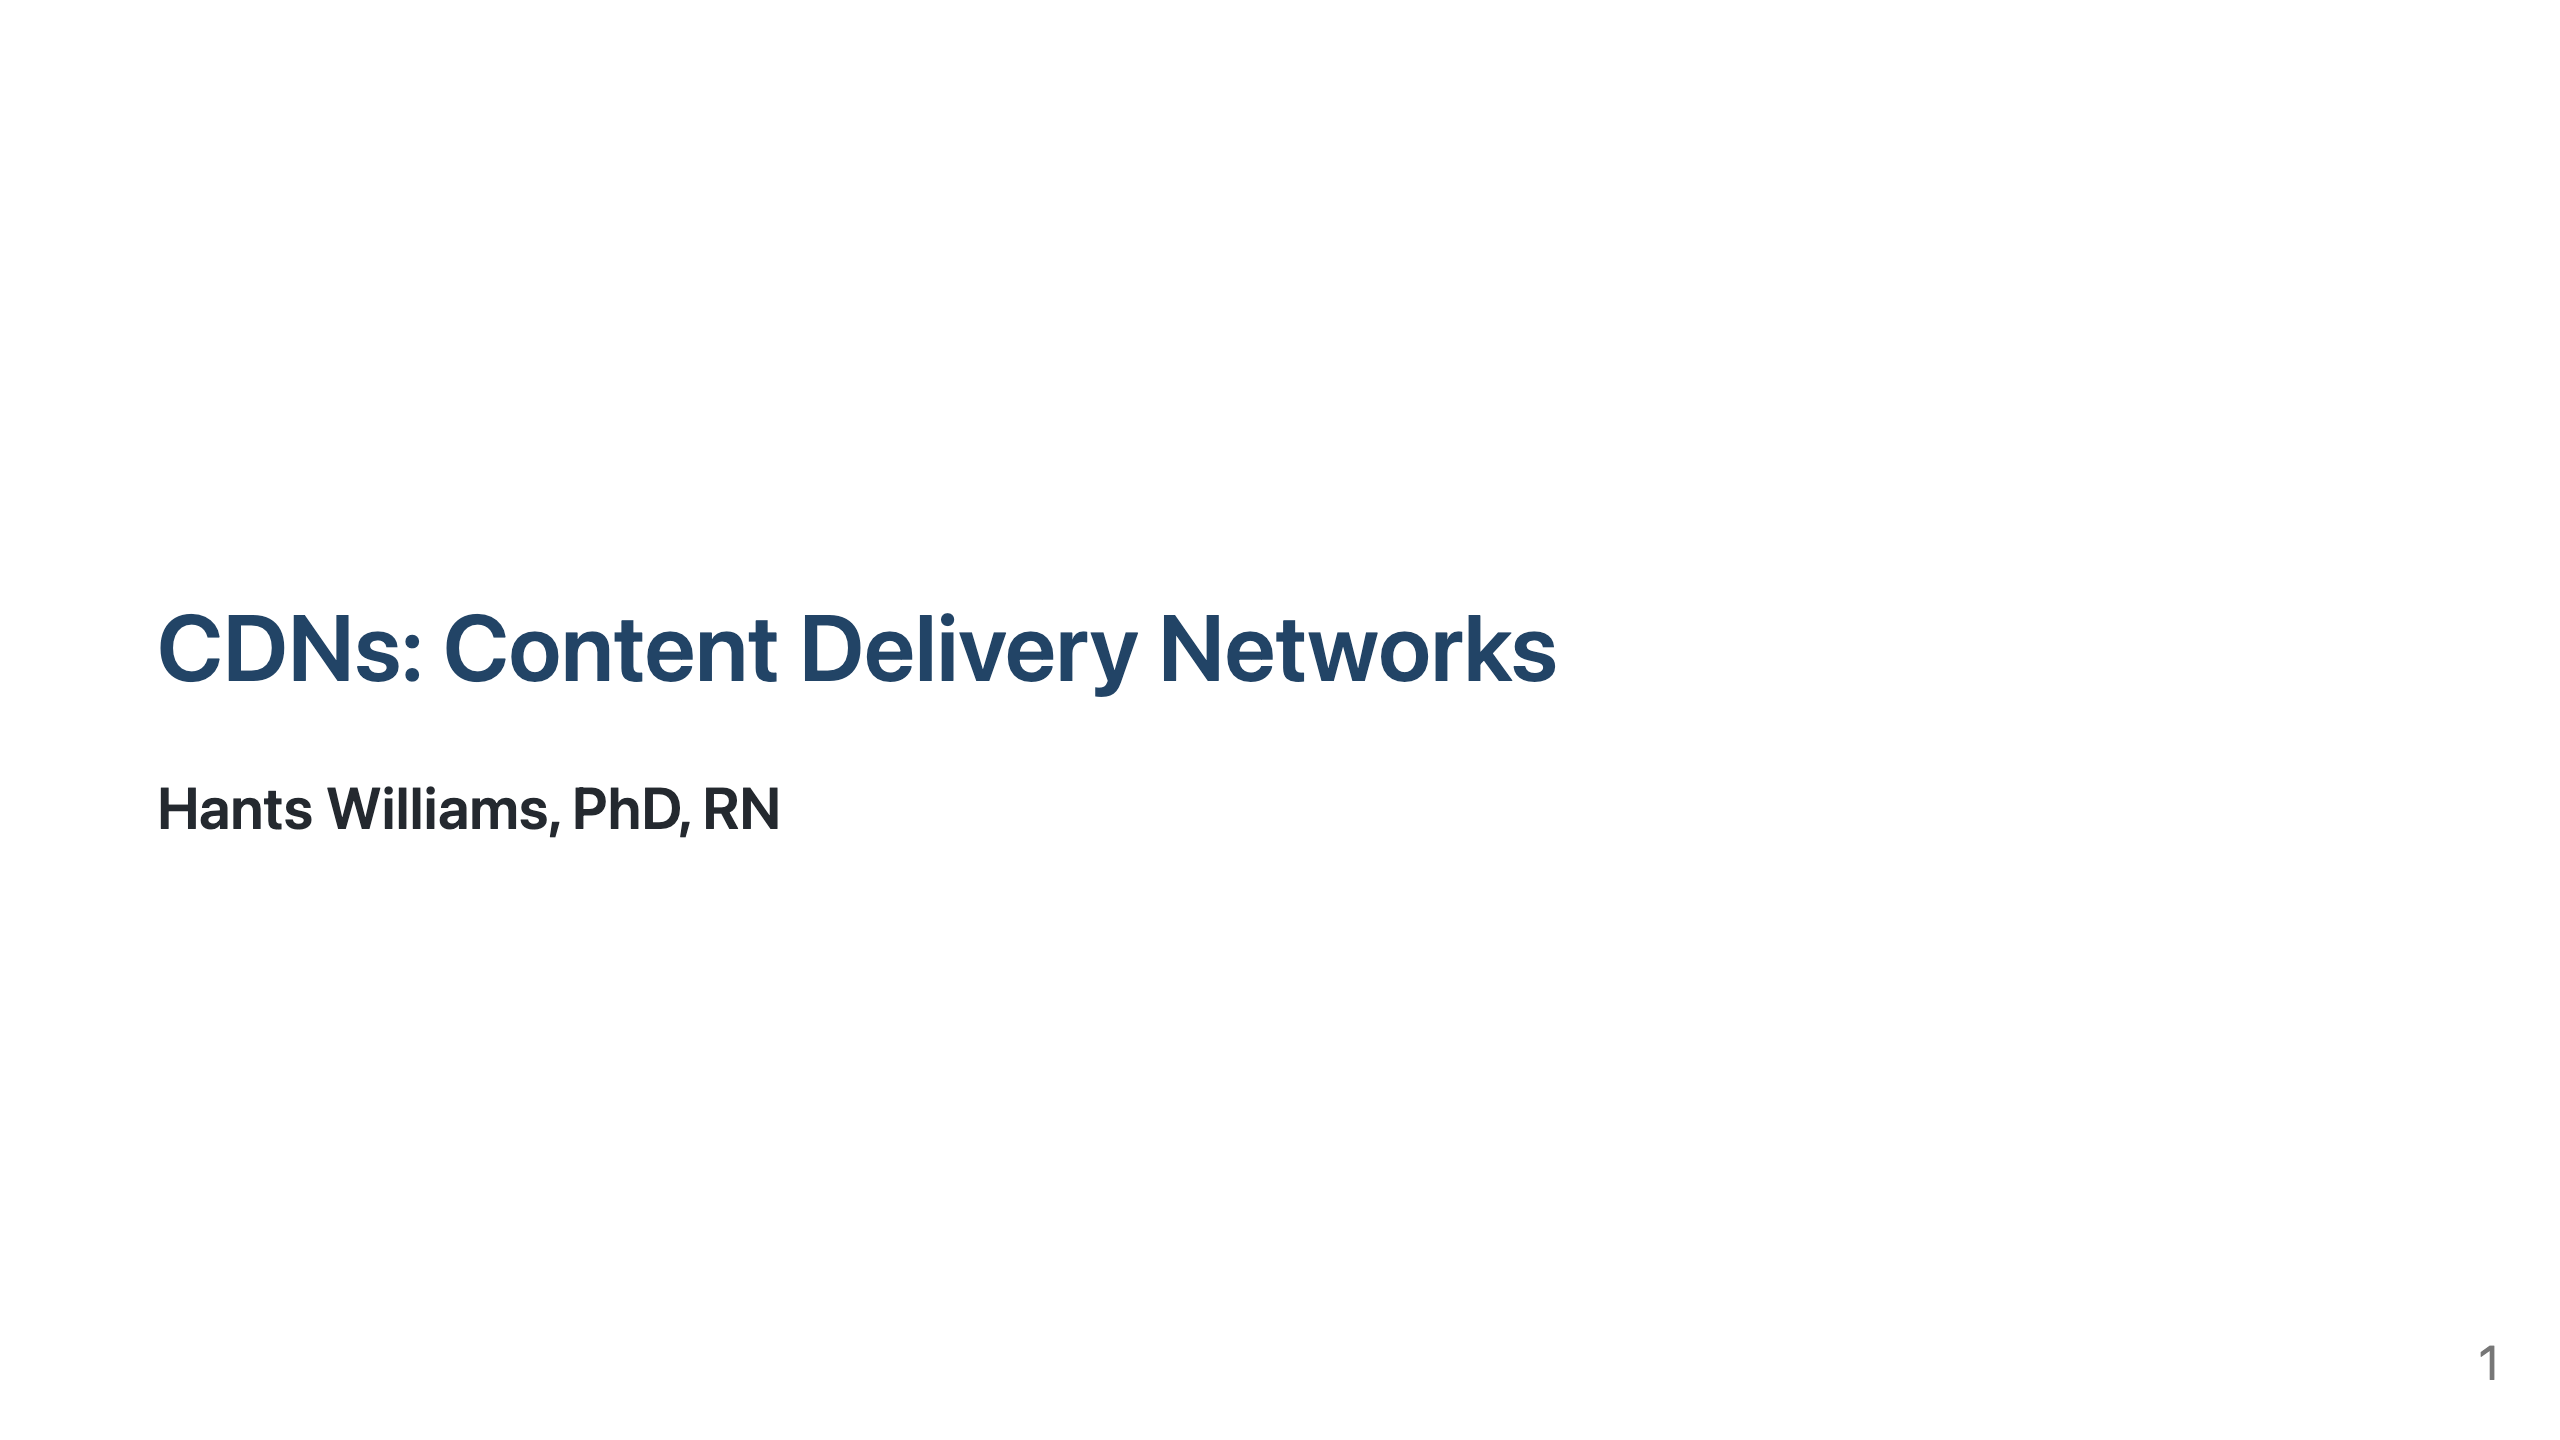 CDNs: Content Delivery Networks
Hants Williams, PhD, RN
1